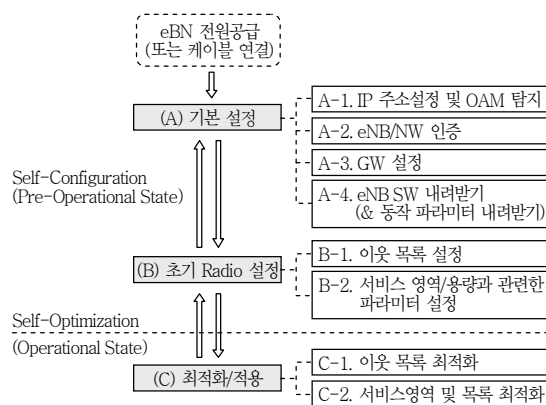 eBN 전원공급
(또는 케이블 연결)
(A) 기본 설정
A-1. IP 주소설정 및 OAM 탐지
A-2. eNB/NW 인증
A-3. GW 설정
A-4. eNB SW 내려받기
(& 동작 파라미터 내려받기)
Self-Configuration
(Pre-Operational State)
(B) 초기 Radio 설정
B-1. 이웃 목록 설정
B-2. 서비스 영역/용량과 관련한
파라미터 설정
Self-Optimization
(Operational State)
(C) 최적화/적용
C-1. 이웃 목록 최적화
C-2. 서비스영역 및 목록 최적화